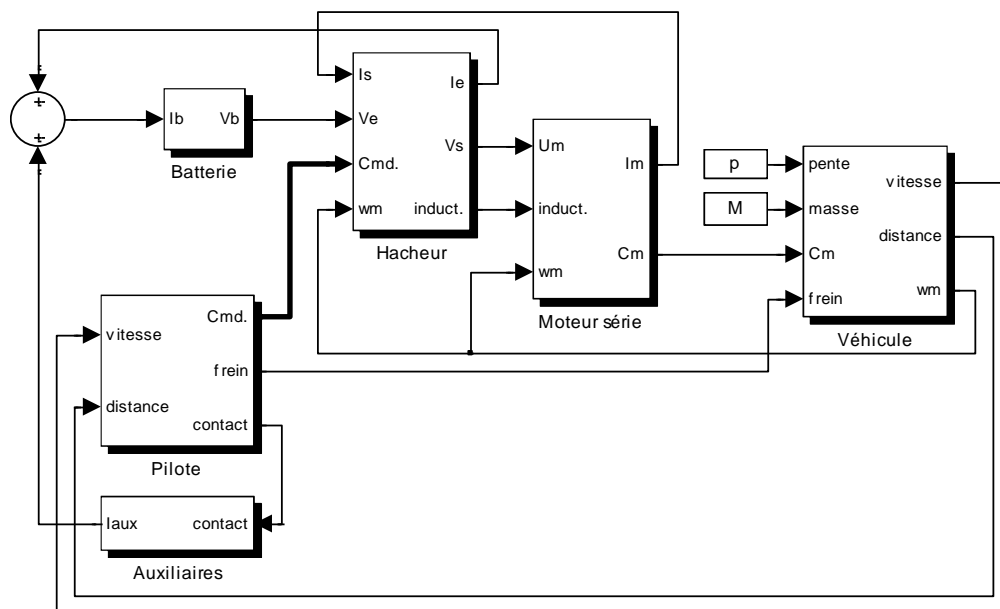 +
+
Ib Vb
Batterie
Is
Ve
Cmd.
wm
Ie
Vs
induct.
Hacheur
Um
induct.
wm
Im
Cm
Moteur série
p
M
pente
masse
Cm
frein
vitesse
distance
wm
Véhicule
vitesse
distance
Cmd.
frein
contact
Pilote
Iaux contact
Auxiliaires